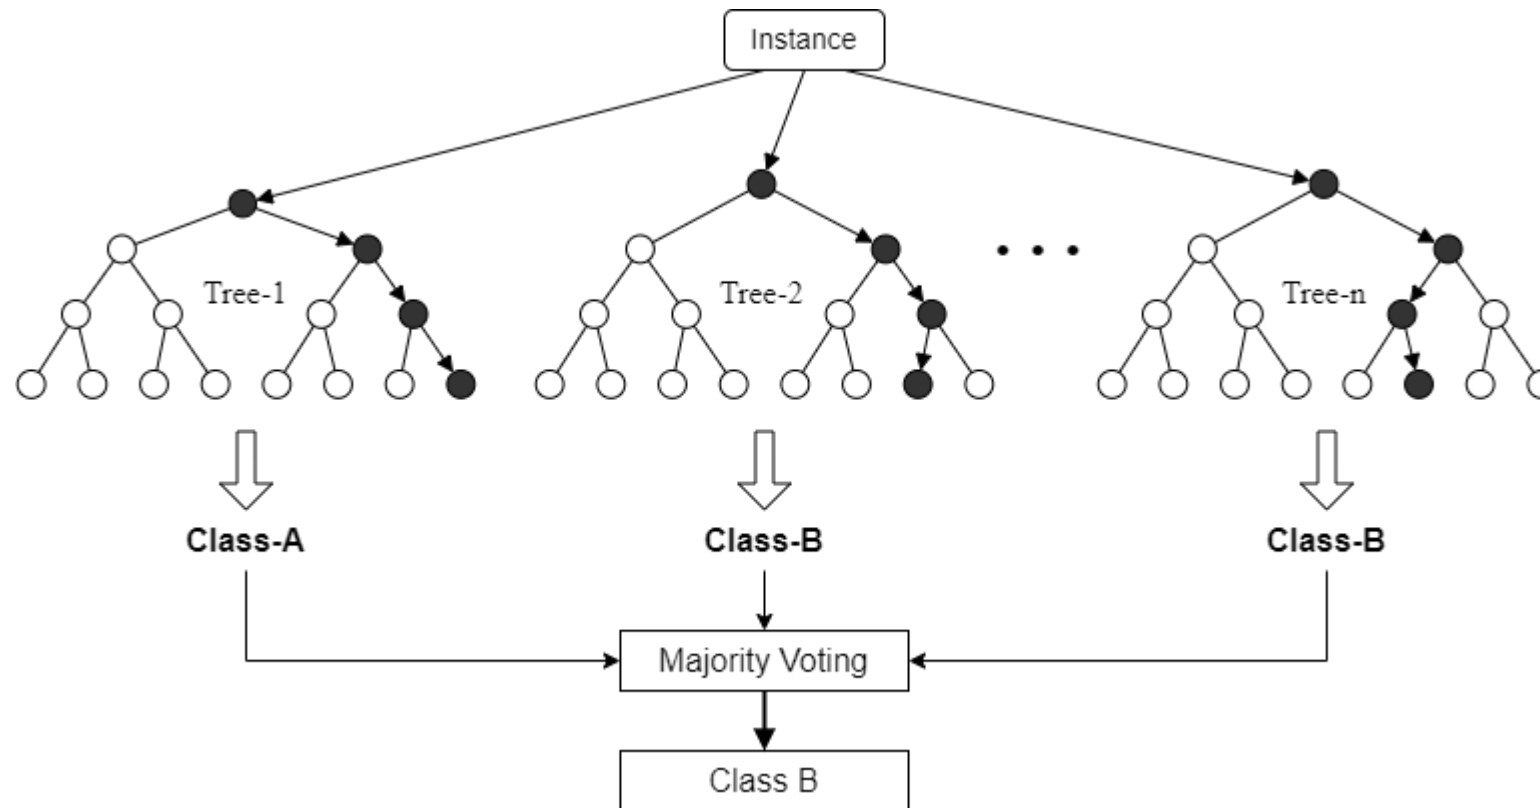 Instance
Tree-1
Tree-2
. . .
Tree-n
Class-A
Class-B
Class-B
Majority Voting
Class B